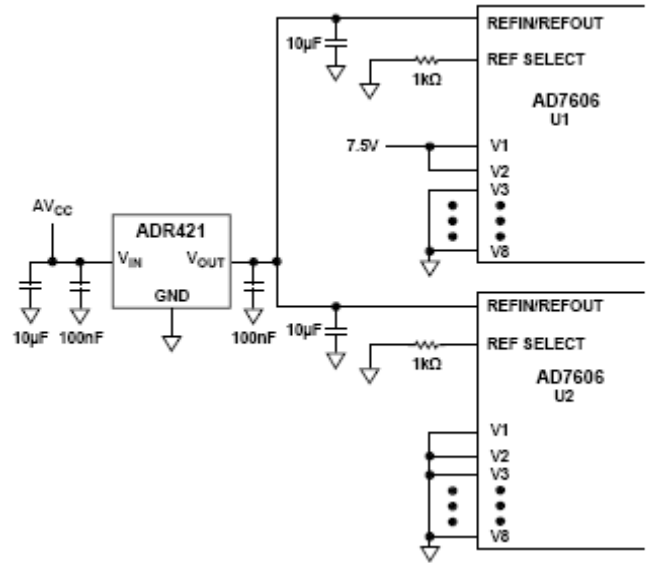 10µF
REFIN/REFOUT
REF SELECT
1kΩ
AD7606
U1
7.5V
V1
V2
V3
V8
AVCC
ADR421
VIN
VOUT
GND
10µF
100nF
100nF
10µF
REFIN/REFOUT
REF SELECT
1kΩ
AD7606
U2
V1
V2
V3
V8